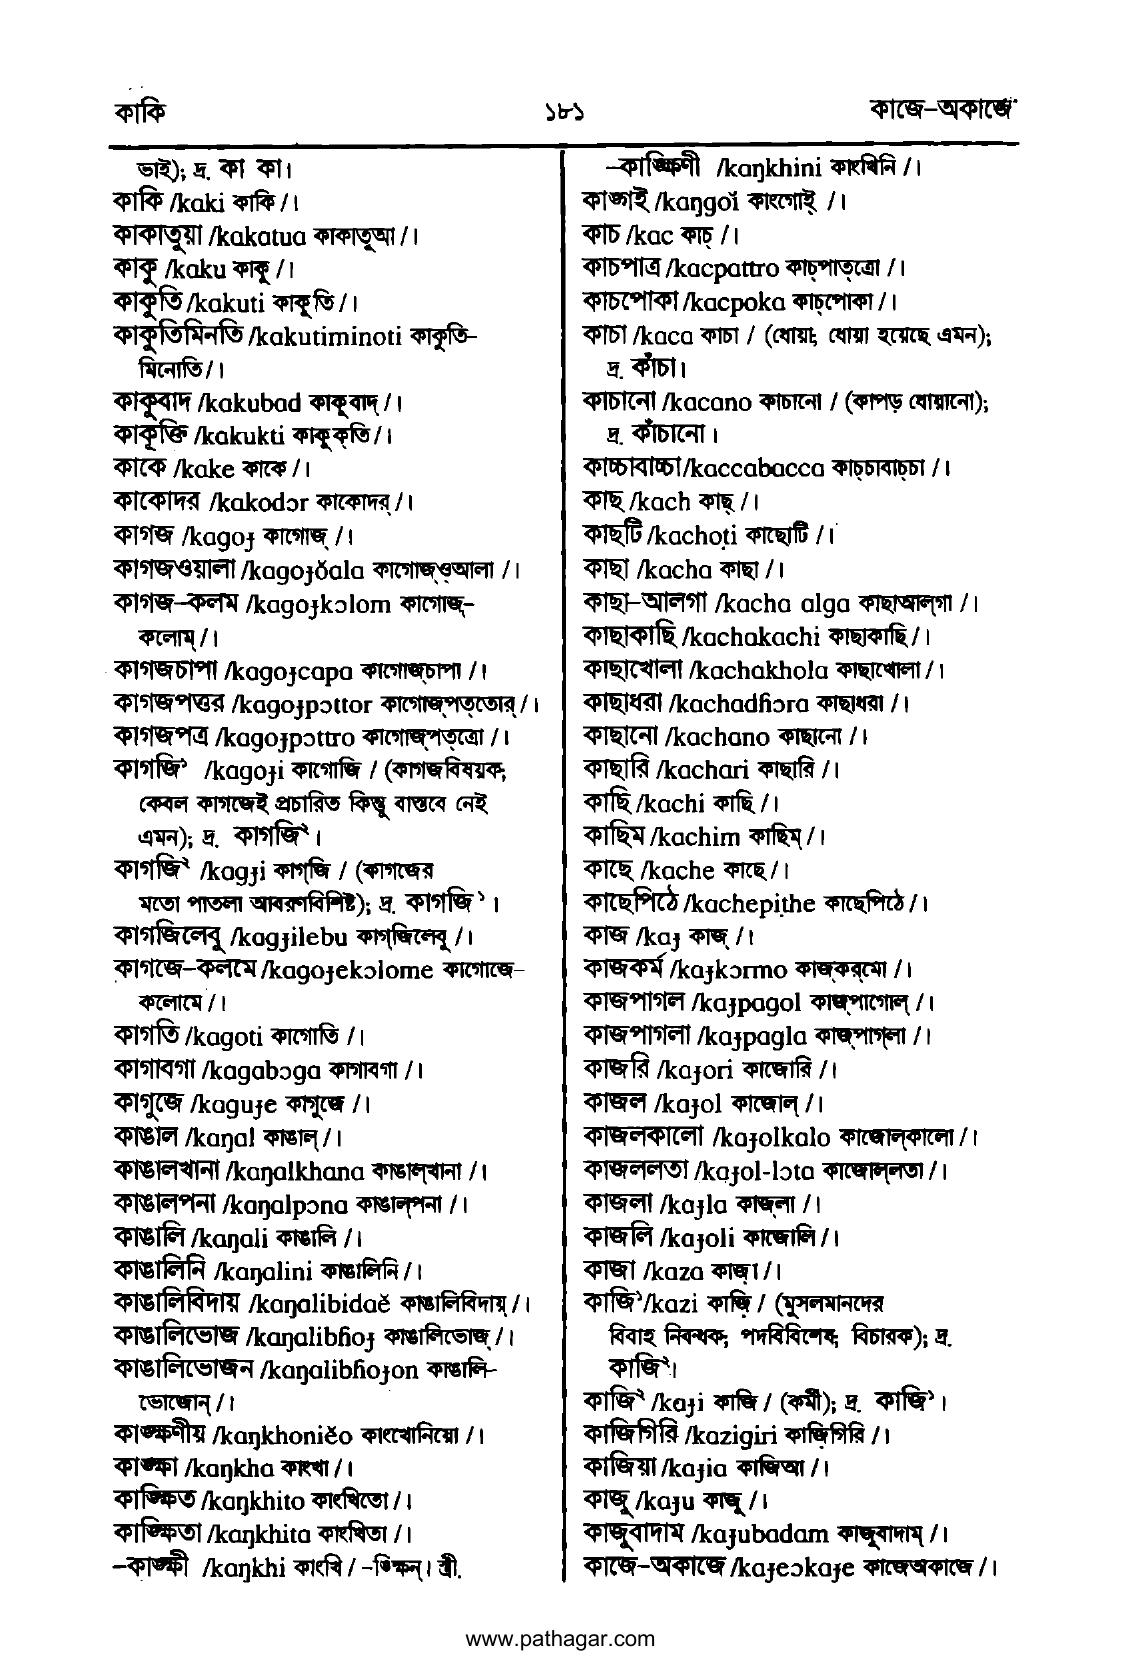 কাকি ১৮১ কাজে–অকাজে
ভাই); দ্র. কা কা।
কাকি /kaki কাকি /।
কাকাতুয়া /kakatua কাকাতুআ /।
কাকু /kaku কাকু /।
কাকুতি /kakuti কাকুতি /।
কাকুতিমিনতি /kakutiminoti কাকুতি–
মিনোতি /।
কাকুবাদ /kakubad কাকুবাদ্ /।
কাকূক্তি /kakukti কাকুক্‌তি /।
কাকে /kake কাকে /।
কাকোদর /kakodɔr কাকোদর্ /।
কাগজ /kagoɟ কাগোজ্ /।
কাগজওয়ালা /kagoɟŏala কাগোজ্‌ওআলা /।
কাগজ–কলম /kagoɟkɔlom কাগোজ্–
কলোম্ /।
কাগজচাপা /kagoɟcapa কাগোজ্‌চাপা /।
কাগজপত্তর /kagoɟpɔttor কাগোজ্‌পত্‌তোর্ /।
কাগজপত্র /kagoɟpɔttro কাগোজ্‌পত্‌ত্রো /।
কাগজি¹ /kagoɟi কাগোজি / (কাগজবিষয়ক;
কেবল কাগজেই প্রচারিত কিন্তু বাস্তবে নেই
এমন); দ্র. কাগজি²।
কাগজি² /kagɟi কাগ্‌জি / (কাগজের
মতো পাতলা আবরণবিশিষ্ট); দ্র. কাগজি¹।
কাগজিলেবু /kagɟilebu কাগ্‌জিলেবু /।
কাগজে–কলমে /kagoɟekɔlome কাগোজে–
কলোমে /।
কাগতি /kagoti কাগোতি /।
কাগাবগা /kagabɔga কাগাবগা /।
কাগুজে /kaguɟe কাগুজে /।
কাঙাল /kaŋal কাঙাল্ /।
কাঙালখানা /kaŋalkhana কাঙাল্‌খানা /।
কাঙালপনা /kaŋalpɔna কাঙাল্‌পনা /।
কাঙালি /kaŋali কাঙালি /।
কাঙালিনি /kaŋalini কাঙালিনি /।
কাঙালিবিদায় /kaŋalibidaĕ কাঙালিবিদায়্ /।
কাঙালিভোজ /kaŋalibɦoɟ কাঙালিভোজ্ /।
কাঙালিভোজন /kaŋalibɦoɟon কাঙালি–
ভোজোন্ /।
কাঙ্ক্ষণীয় /kaŋkhoniĕo কাংখোনিয়ো /।
কাঙ্ক্ষা /kaŋkha কাংখা /।
কাঙ্ক্ষিত /kaŋkhito কাংখিতো /।
কাঙ্ক্ষিতা /kaŋkhita কাংখিতা /।
–কাঙ্ক্ষী /kaŋkhi কাংখি / –ঙ্ক্ষিন্। স্ত্রী.
–কাঙ্ক্ষিণী /kaŋkhini কাংখিনি /।
কাঙ্গাই /kaŋgoĭ কাংগোই্ /।
কাচ /kac কাচ্ /।
কাচপাত্র /kacpattro কাচ্‌পাত্‌ত্রো /।
কাচপোকা /kacpoka কাচ্‌পোকা /।
কাচা /kaca কাচা / (ধোয়া; ধোয়া হয়েছে এমন);
দ্র. কাঁচা।
কাচানো /kacano কাচানো / (কাপড় ধোয়ানো);
দ্র. কাঁচানো।
কাচ্চাবাচ্চা /kaccabacca কাচ্‌চাবাচ্‌চা /।
কাছ /kach কাছ্ /।
কাছটি /kachoṭi কাছোটি /।
কাছা /kacha কাছা /।
কাছা–আলগা /kacha alga কাছাআল্‌গা /।
কাছাকাছি /kachakachi কাছাকাছি /।
কাছাখোলা /kachakhola কাছাখোলা /।
কাছাধরা /kachadɦɔra কাছাধরা /।
কাছানো /kachano কাছানো /।
কাছারি /kachari কাছারি /।
কাছি /kachi কাছি /।
কাছিম /kachim কাছিম্ /।
কাছে /kache কাছে /।
কাছেপিঠে /kachepiṭhe কাছেপিঠে /।
কাজ /kaɟ কাজ্ /।
কাজকর্ম /kaɟkɔrmo কাজ্‌কর্‌মো /।
কাজপাগল /kaɟpagol কাজ্‌পাগোল্ /।
কাজপাগলা /kaɟpagla কাজ্‌পাগ্‌লা /।
কাজরি /kaɟori কাজোরি /।
কাজল /kaɟol কাজোল্ /।
কাজলকালো /kaɟolkalo কাজোল্‌কালো /।
কাজললতা /kaɟol-lɔta কাজোল্‌লতা /।
কাজলা /kaɟla কাজ্‌লা /।
কাজলি /kaɟoli কাজোলি /।
কাজা /kaza কাজ়া /।
কাজি¹ /kazi কাজ়ি / (মুসলমানদের
বিবাহ নিবন্ধক; পদবিবিশেষ; বিচারক); দ্র.
কাজি²।
কাজি² /kaɟi কাজি / (কর্মী); দ্র. কাজি¹।
কাজিগিরি /kazigiri কাজ়িগিরি /।
কাজিয়া /kaɟia কাজিআ /।
কাজু /kaɟu কাজু /।
কাজুবাদাম /kaɟubadam কাজুবাদাম্ /।
কাজে–অকাজে /kaɟeɔkaɟe কাজেঅকাজে /।
www.pathagar.com